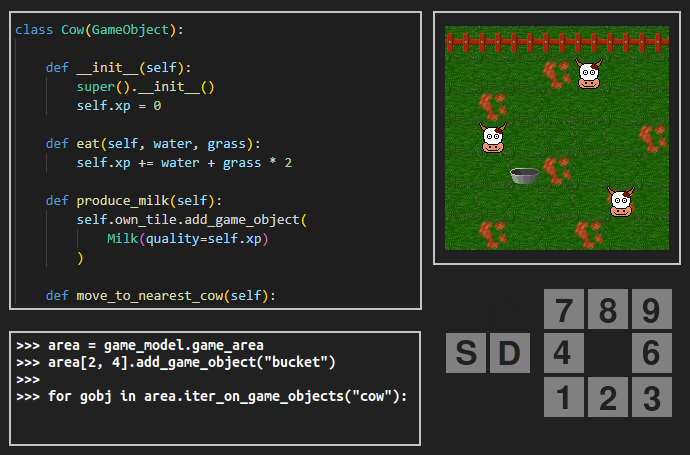 class Cow(GameObject):
def __init__(self):
super().__init__()
self.xp = 0
def eat(self, water, grass):
self.xp += water + grass * 2
def produce_milk(self):
self.own_tile.add_game_object(
Milk(quality=self.xp)
)
def move_to_nearest_cow(self):
>>> area = game_model.game_area
>>> area[2, 4].add_game_object("bucket")
>>>
>>> for gobj in area.iter_on_game_objects("cow"):
7 8 9
S D 4 6
1 2 3